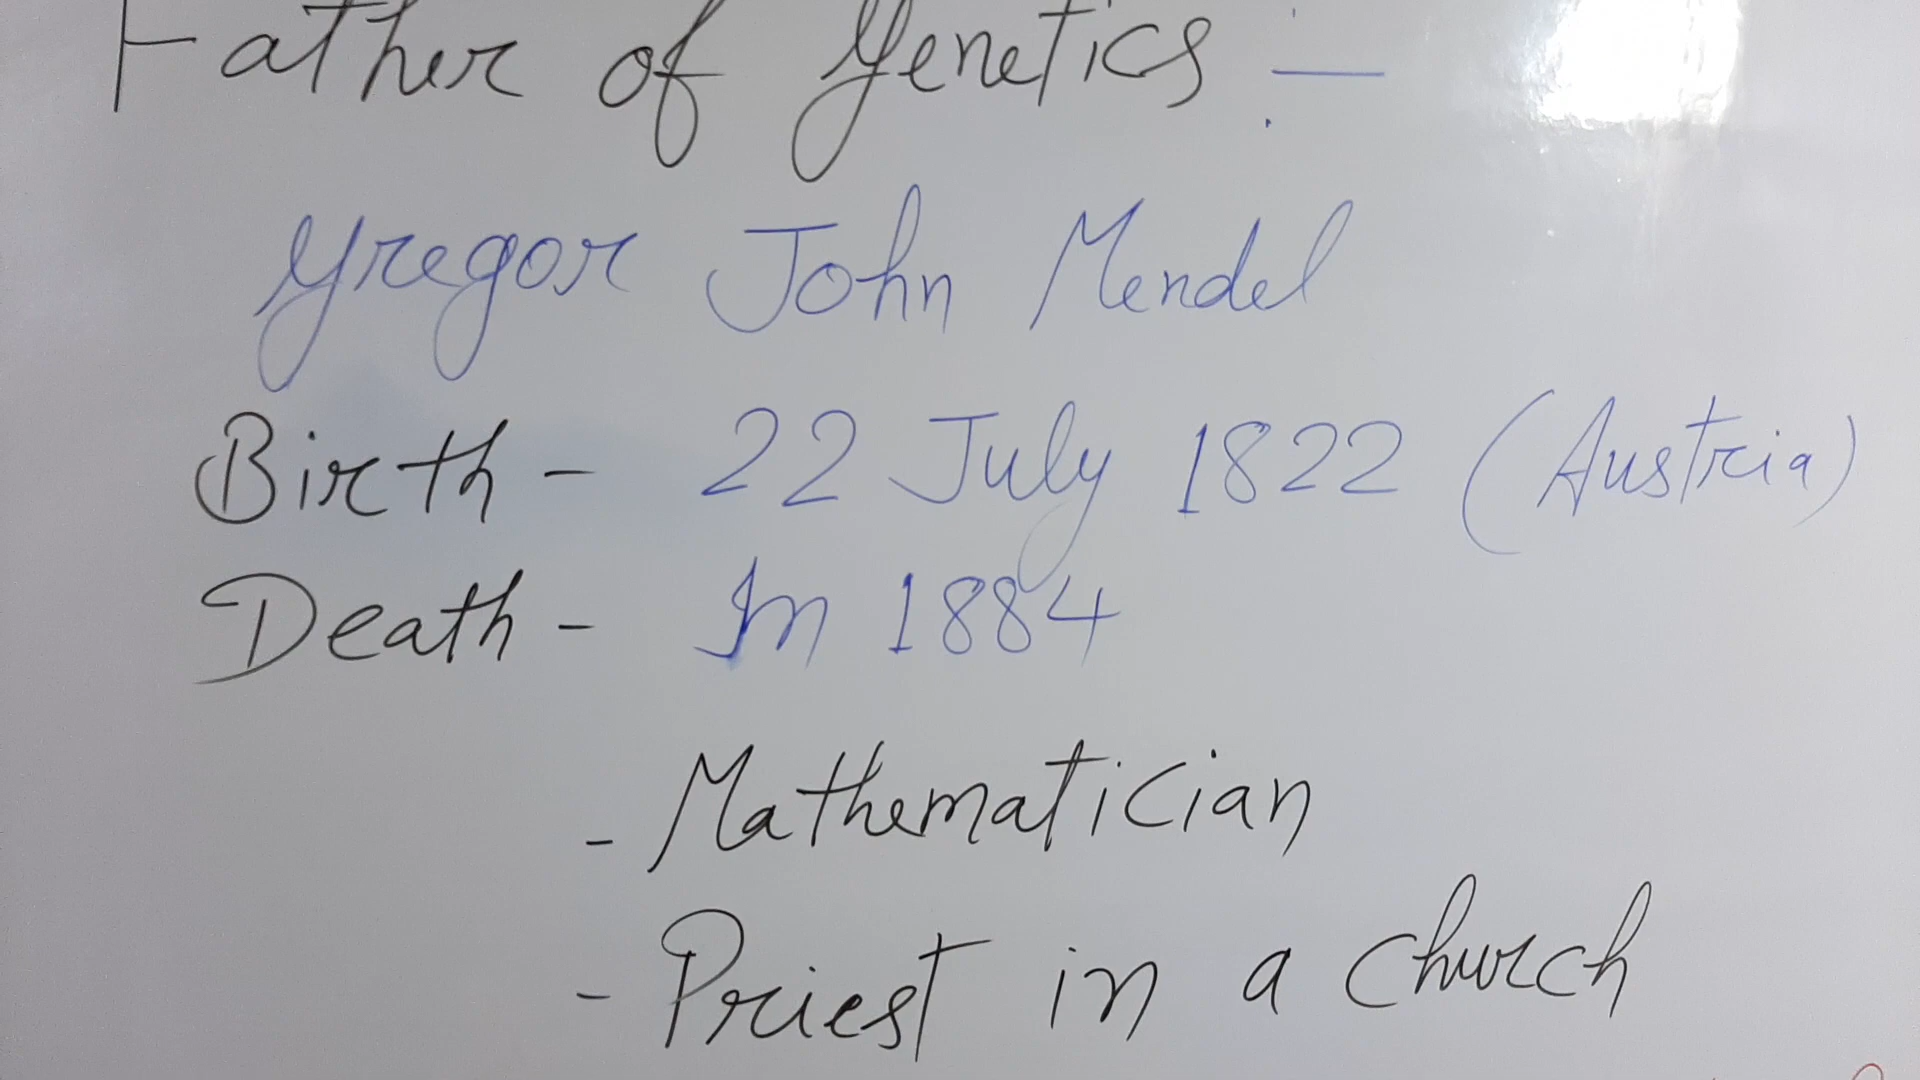 Father of Genetics :-
Gregor John Mendel
Birth - 22 July 1822 (Austria)
Death - In 1884
- Mathematician
- Priest in a church